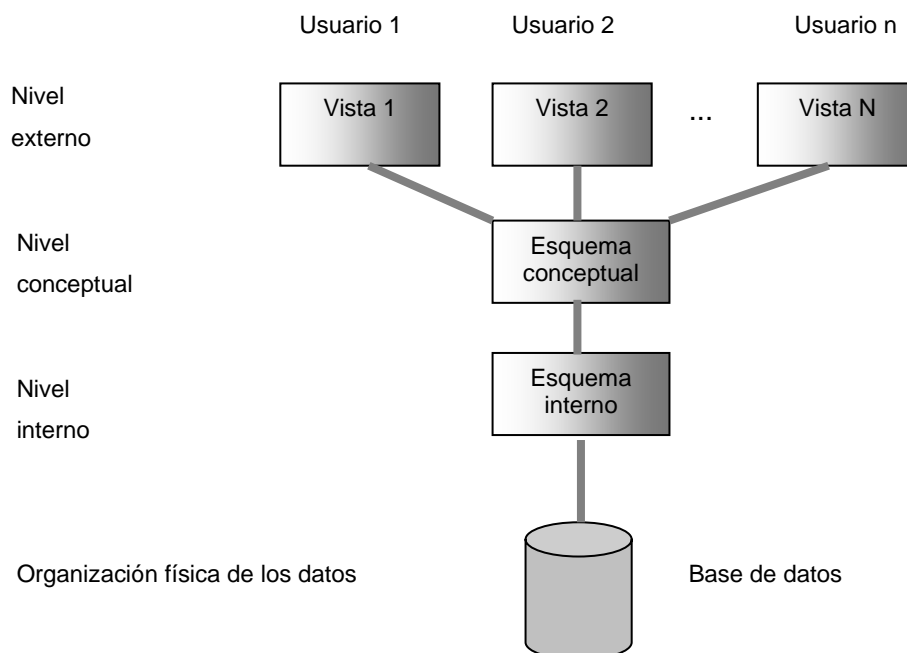 Usuario 1
Usuario 2
Usuario n
Nivel
externo
Vista 1
Vista 2
...
Vista N
Nivel
conceptual
Esquema
conceptual
Nivel
interno
Esquema
interno
Organización física de los datos
Base de datos